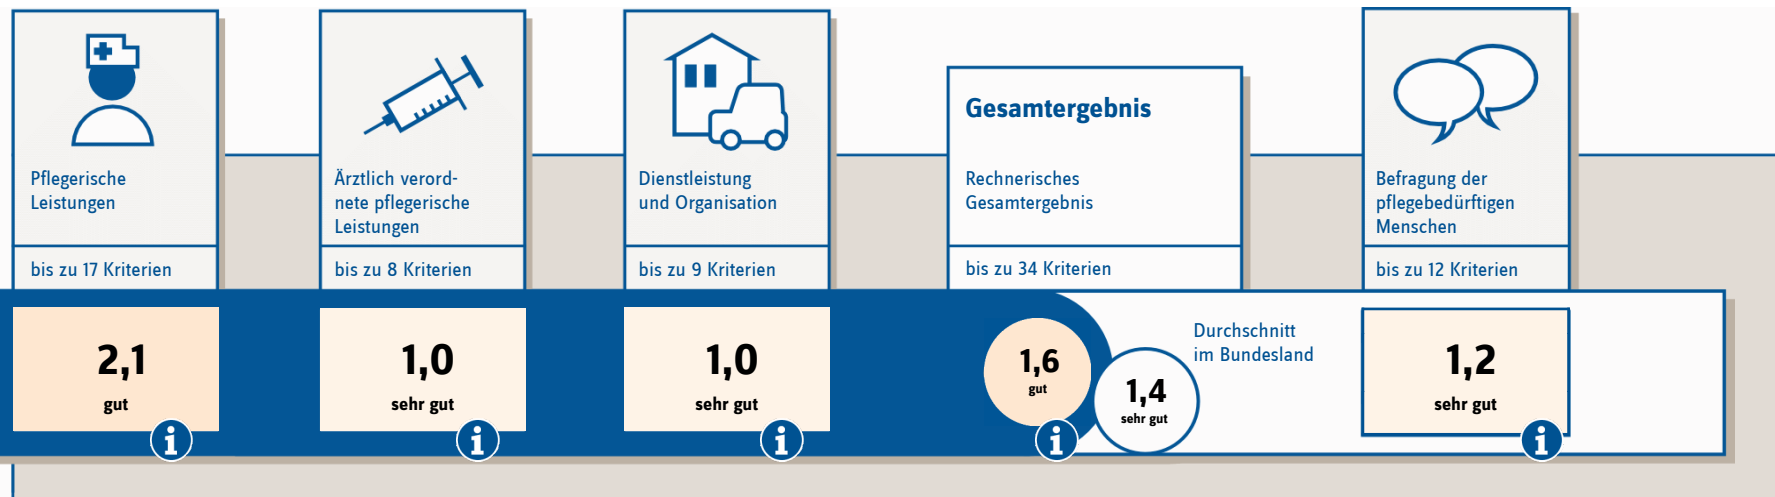 Pflegerische
Leistungen
bis zu 17 Kriterien
2,1
gut
i
Ärztlich verord-
nete pflegerische
Leistungen
bis zu 8 Kriterien
1,0
sehr gut
i
Dienstleistung
und Organisation
bis zu 9 Kriterien
1,0
sehr gut
i
Gesamtergebnis
Rechnerisches
Gesamtergebnis
bis zu 34 Kriterien
1,6
gut
i
1,4
sehr gut
Durchschnitt
im Bundesland
Befragung der
pflegebedürftigen
Menschen
bis zu 12 Kriterien
1,2
sehr gut
i